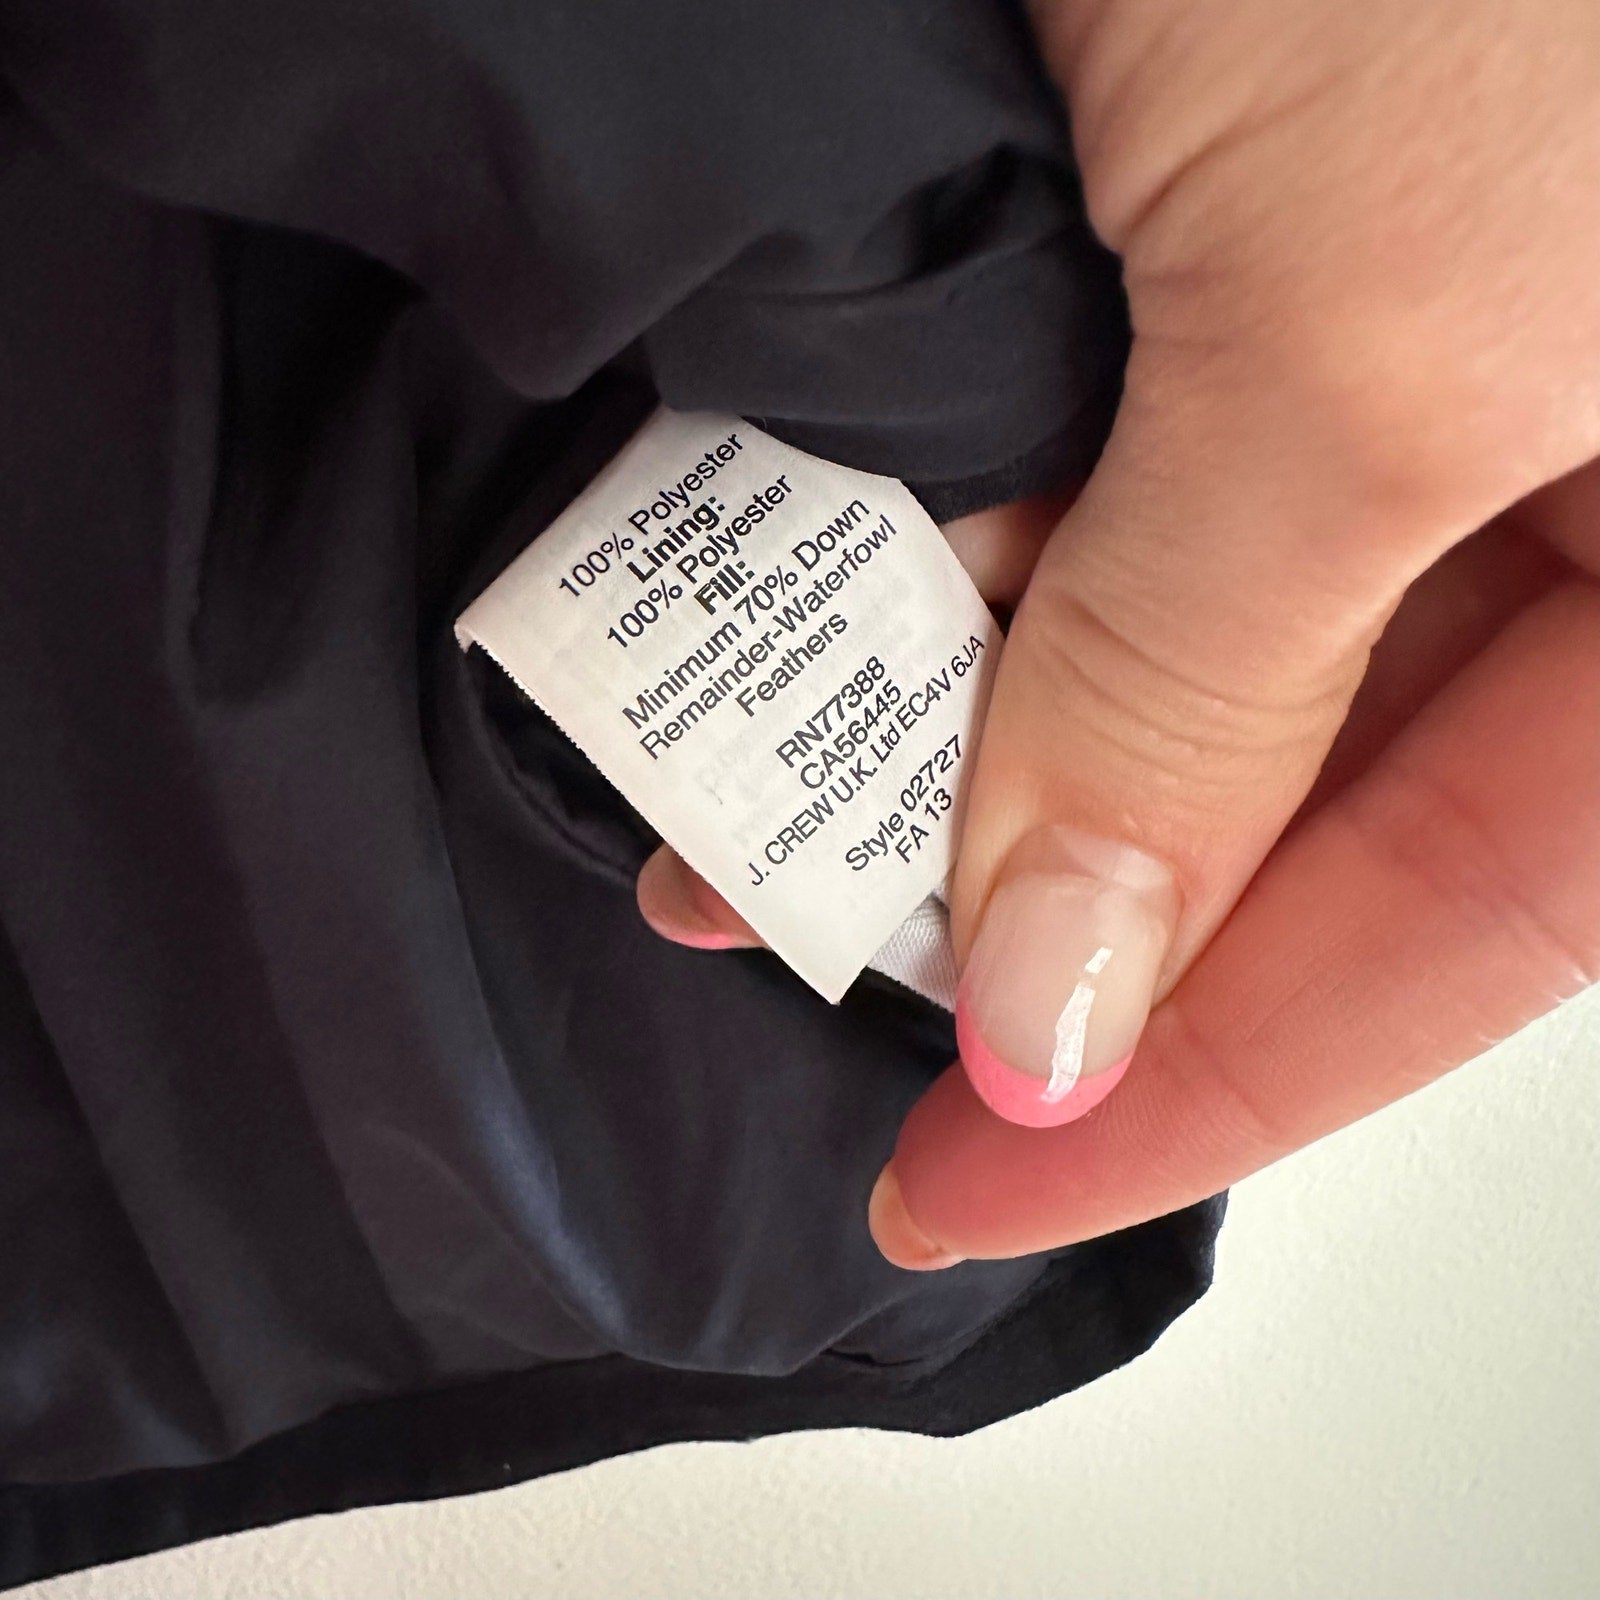 100% Polyester
Lining:
100% Polyester
Fill:
Minimum 70% Down
Remainder-Waterfowl
Feathers
RN77388
CA56445
J. CREW U.K. Ltd EC4V 6JA
Style 02727
FA 13